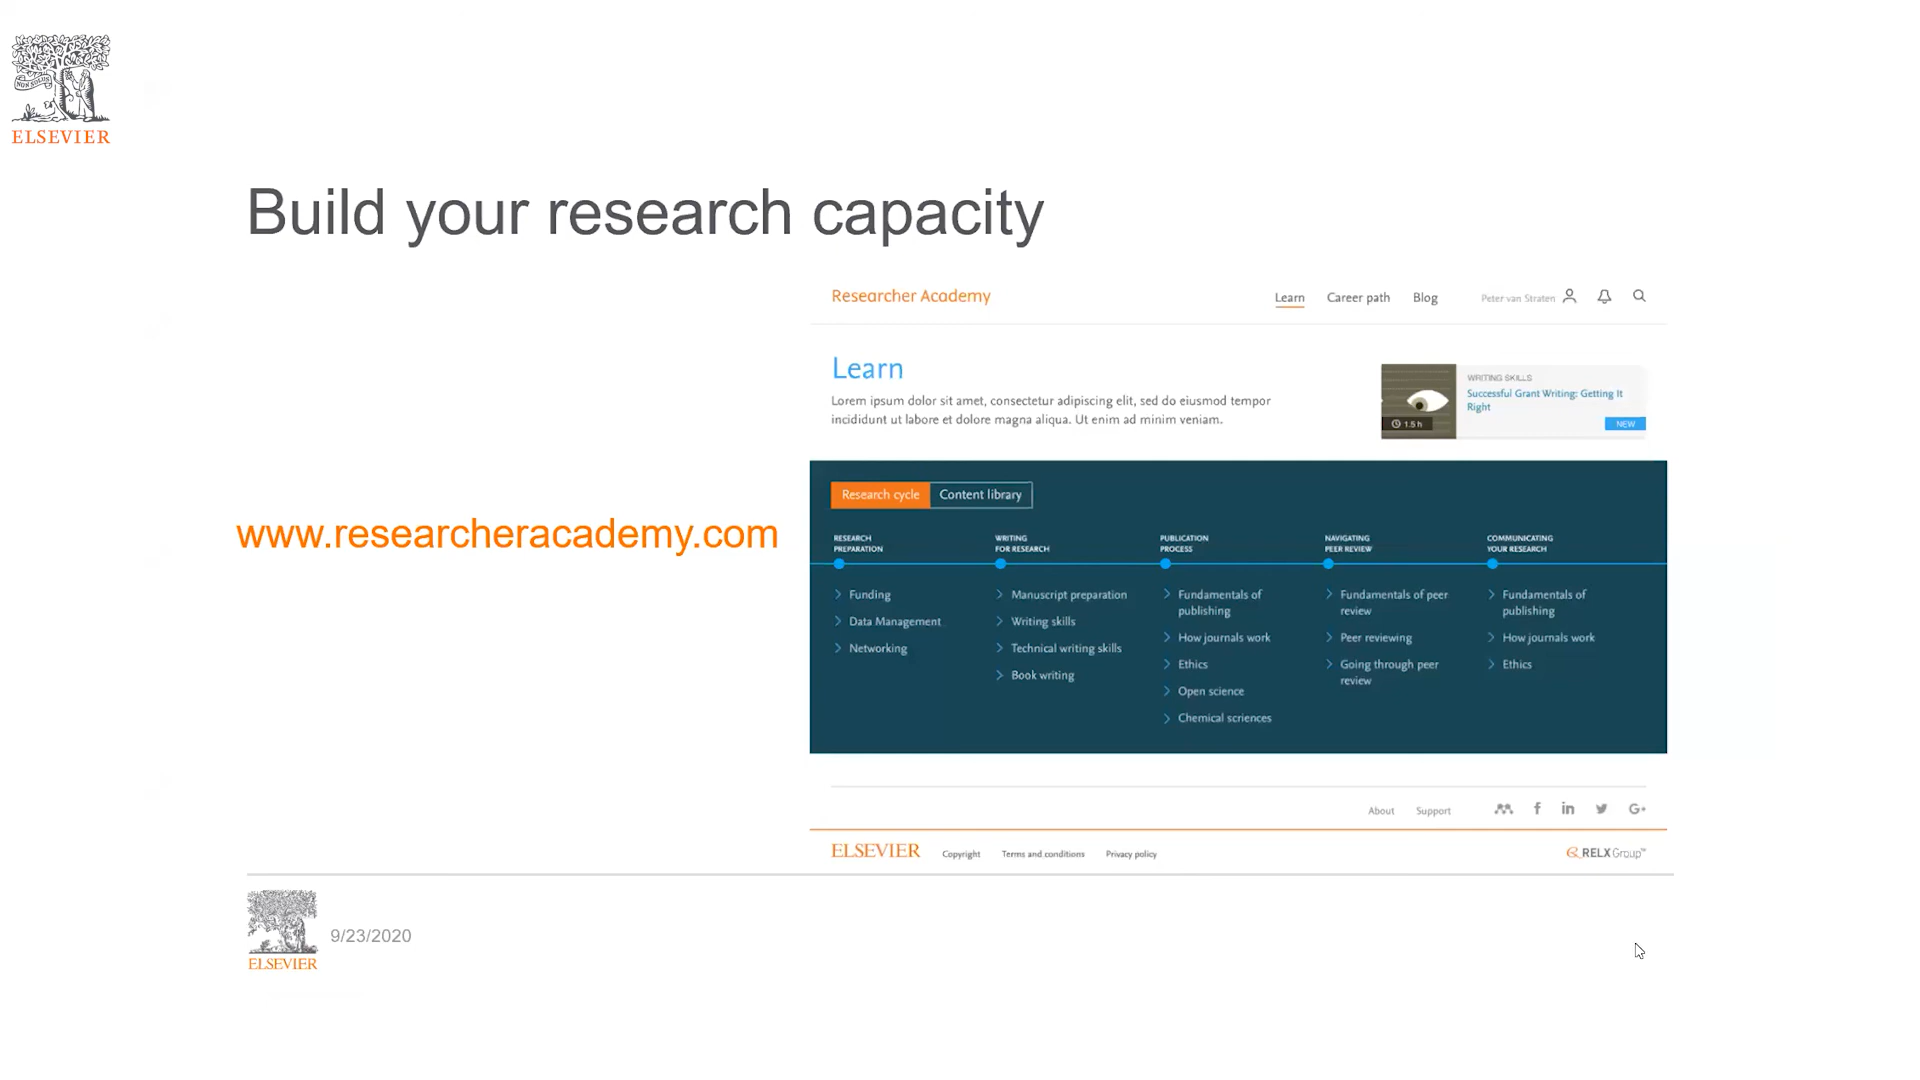 NON SOLUS
ELSEVIER
Build your research capacity
Researcher Academy
Learn Career path Blog Peter van Straten
Learn
Lorem ipsum dolor sit amet, consectetur adipiscing elit, sed do eiusmod tempor
incididunt ut labore et dolore magna aliqua. Ut enim ad minim veniam.
WRITING SKILLS
Successful Grant Writing: Getting It
Right
1.5 h
NEW
www.researcheracademy.com
Research cycle Content library
RESEARCH
PREPARATION
Funding
Data Management
Networking
WRITING
FOR RESEARCH
Manuscript preparation
Writing skills
Technical writing skills
Book writing
PUBLICATION
PROCESS
Fundamentals of
publishing
How journals work
Ethics
Open science
Chemical scriences
NAVIGATING
PEER REVIEW
Fundamentals of peer
review
Peer reviewing
Going through peer
review
COMMUNICATING
YOUR RESEARCH
Fundamentals of
publishing
How journals work
Ethics
About Support
ELSEVIER Copyright Terms and conditions Privacy policy RELX Group™
ELSEVIER
9/23/2020